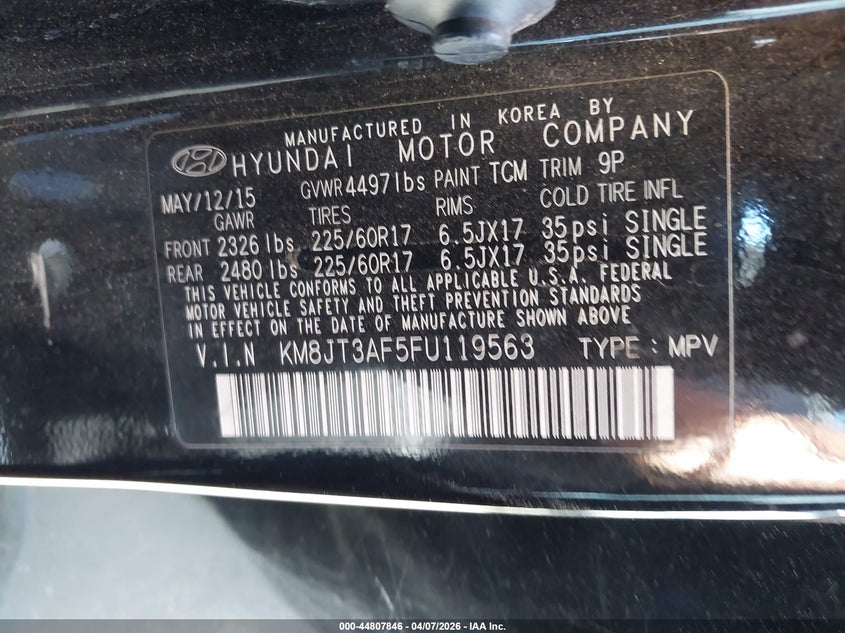 MANUFACTURED IN KOREA BY
HYUNDAI MOTOR COMPANY
MAY/12/15 GVWR 4497lbs PAINT TCM TRIM 9P
GAWR TIRES RIMS COLD TIRE INFL
FRONT 2326 lbs 225/60R17 6.5JX17 35psi SINGLE
REAR 2480 lbs 225/60R17 6.5JX17 35psi SINGLE
THIS VEHICLE CONFORMS TO ALL APPLICABLE U.S.A. FEDERAL
MOTOR VEHICLE SAFETY AND THEFT PREVENTION STANDARDS
IN EFFECT ON THE DATE OF MANUFACTURE SHOWN ABOVE
V.I.N KM8JT3AF5FU119563 TYPE : MPV
000-44807846 - 04/07/2026 - IAA Inc.